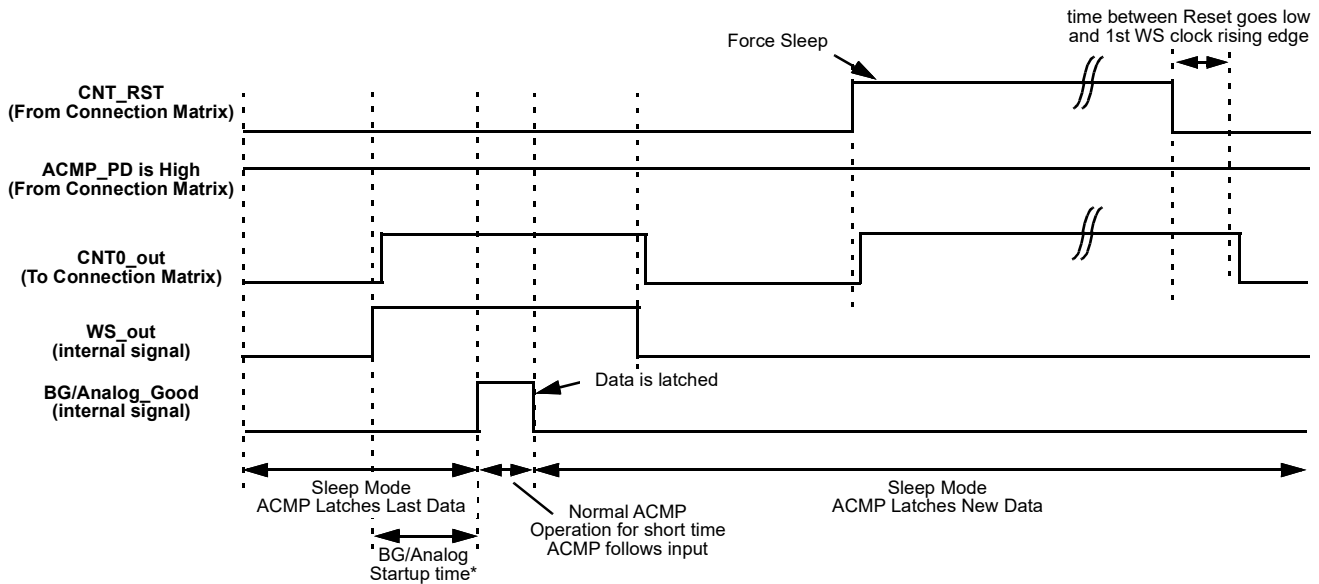 time between Reset goes low
and 1st WS clock rising edge
Force Sleep
CNT_RST
(From Connection Matrix)
ACMP_PD is High
(From Connection Matrix)
CNT0_out
(To Connection Matrix)
WS_out
(internal signal)
BG/Analog_Good
(internal signal)
Data is latched
Sleep Mode
ACMP Latches Last Data
Normal ACMP
Operation for short time
ACMP follows input
Sleep Mode
ACMP Latches New Data
BG/Analog
Startup time*